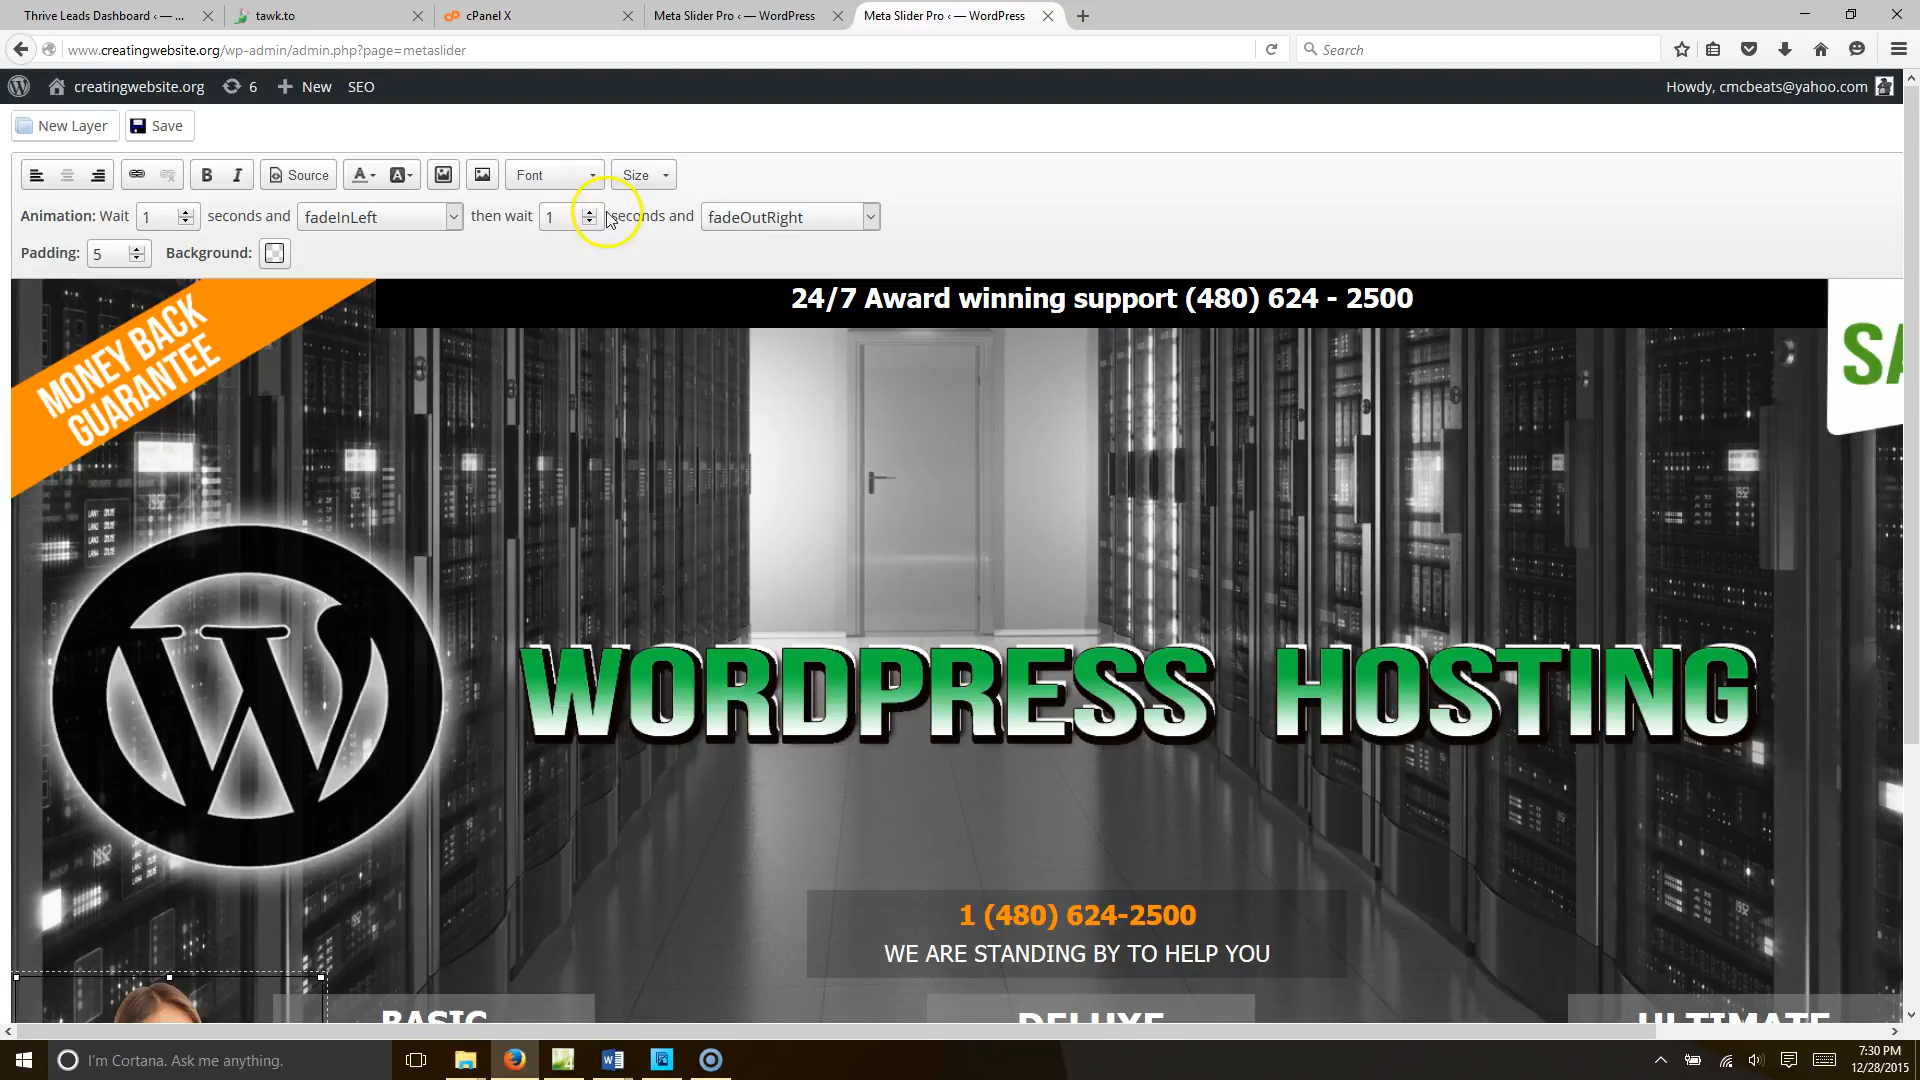 Thrive Leads Dashboard ‹ — ...
tawk.to
cPanel X
Meta Slider Pro ‹ — WordPress
Meta Slider Pro ‹ — WordPress
www.creatingwebsite.org/wp-admin/admin.php?page=metaslider
Search
creatingwebsite.org
6
New
SEO
Howdy, cmcbeats@yahoo.com
New Layer
Save
B
I
Source
A
A
Font
Size
Animation: Wait 1 seconds and fadeInLeft then wait 1 seconds and fadeOutRight
Padding: 5 Background:
MONEY BACK
GUARANTEE
24/7 Award winning support (480) 624 - 2500
WORDPRESS HOSTING
1 (480) 624-2500
WE ARE STANDING BY TO HELP YOU
BASIC
DELUXE
ULTIMATE
I'm Cortana. Ask me anything.
7:30 PM
12/28/2015